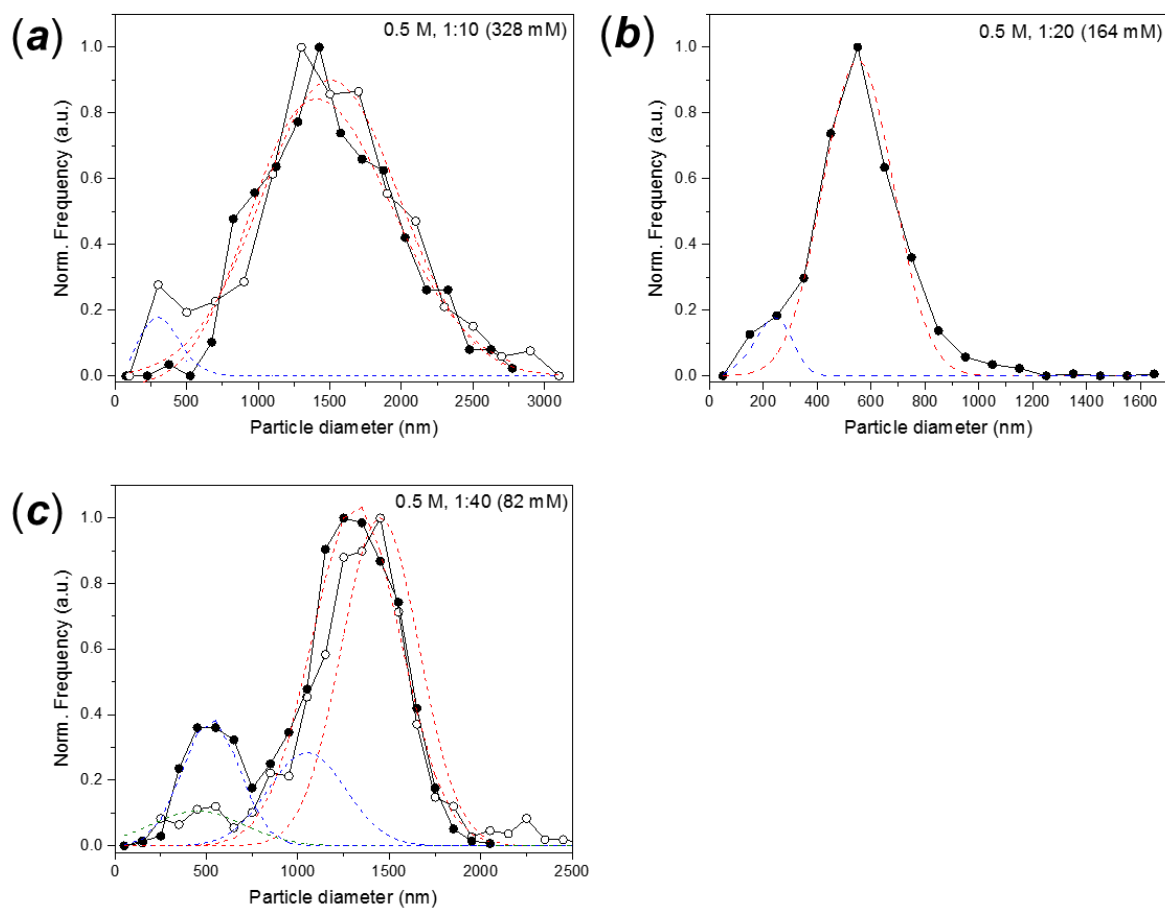 (a)
0.5 M, 1:10 (328 mM)
Norm. Frequency (a.u.)
1.0
0.8
0.6
0.4
0.2
0.0
0 500 1000 1500 2000 2500 3000
Particle diameter (nm)
(b)
0.5 M, 1:20 (164 mM)
Norm. Frequency (a.u.)
1.0
0.8
0.6
0.4
0.2
0.0
0 200 400 600 800 1000 1200 1400 1600
Particle diameter (nm)
(c)
0.5 M, 1:40 (82 mM)
Norm. Frequency (a.u.)
1.0
0.8
0.6
0.4
0.2
0.0
0 500 1000 1500 2000 2500
Particle diameter (nm)